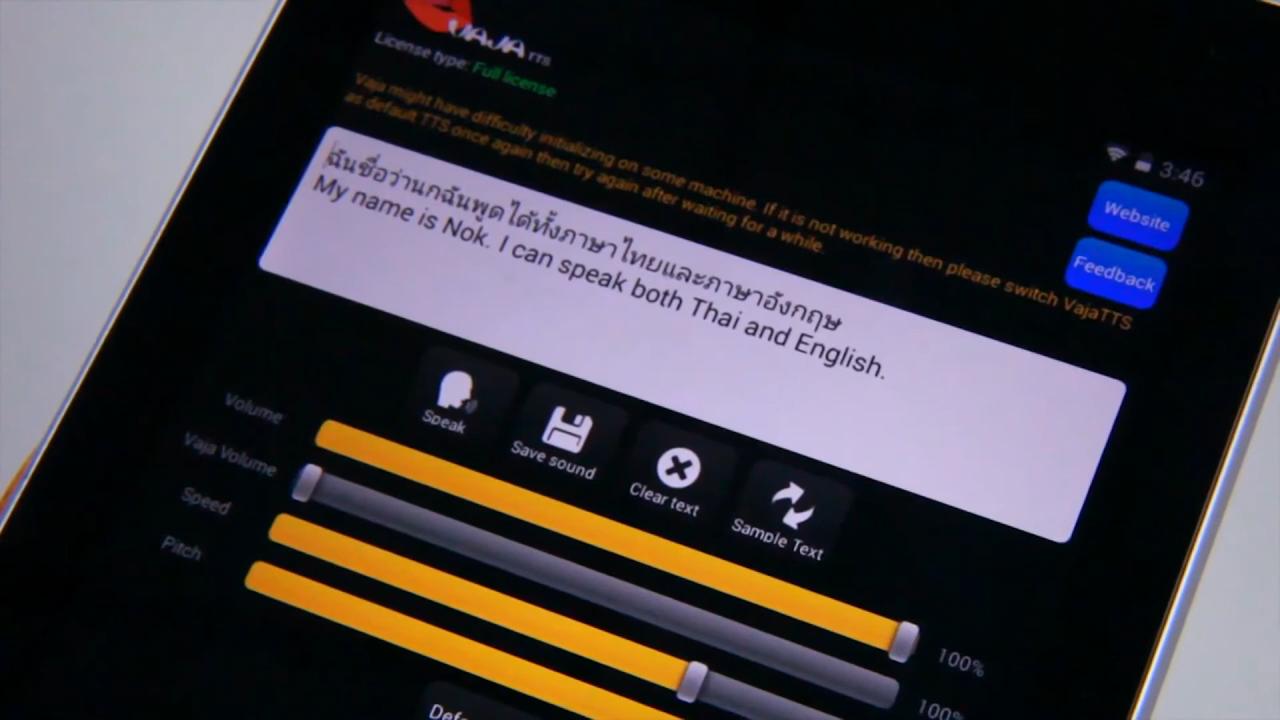 VAJA TTS
License type: Full license
Vaja might have difficulty initializing on some machine. If it is not working then please switch VajaTTS
as default TTS once again then try again after waiting for a while.
3:46
Website
Feedback
ฉันชื่อว่านกฉันพูดได้ทั้งภาษาไทยและภาษาอังกฤษ
My name is Nok. I can speak both Thai and English.
Speak
Save sound
Clear text
Sample Text
Volume
100%
Vaja Volume
100%
Speed
Pitch